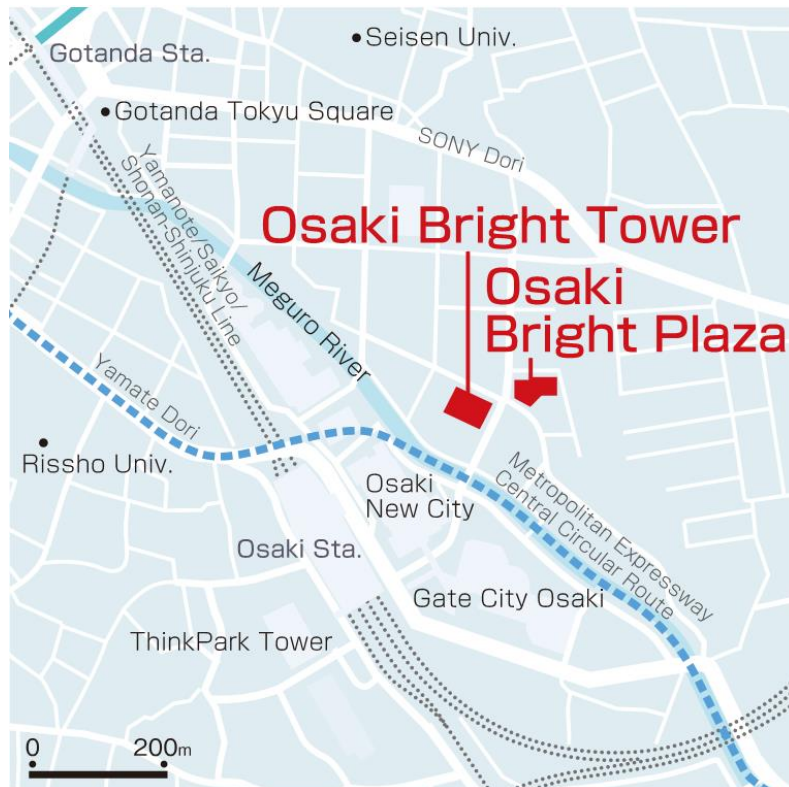 Seisen Univ.
Gotanda Sta.
Gotanda Tokyu Square
SONY Dori
Yamanote/Saikyo/
Shonan-Shinjuku Line
Osaki Bright Tower
Osaki
Bright Plaza
Meguro River
Yamate Dori
Rissho Univ.
Osaki
New City
Metropolitan Expressway
Central Circular Route
Osaki Sta.
Gate City Osaki
ThinkPark Tower
0 200m